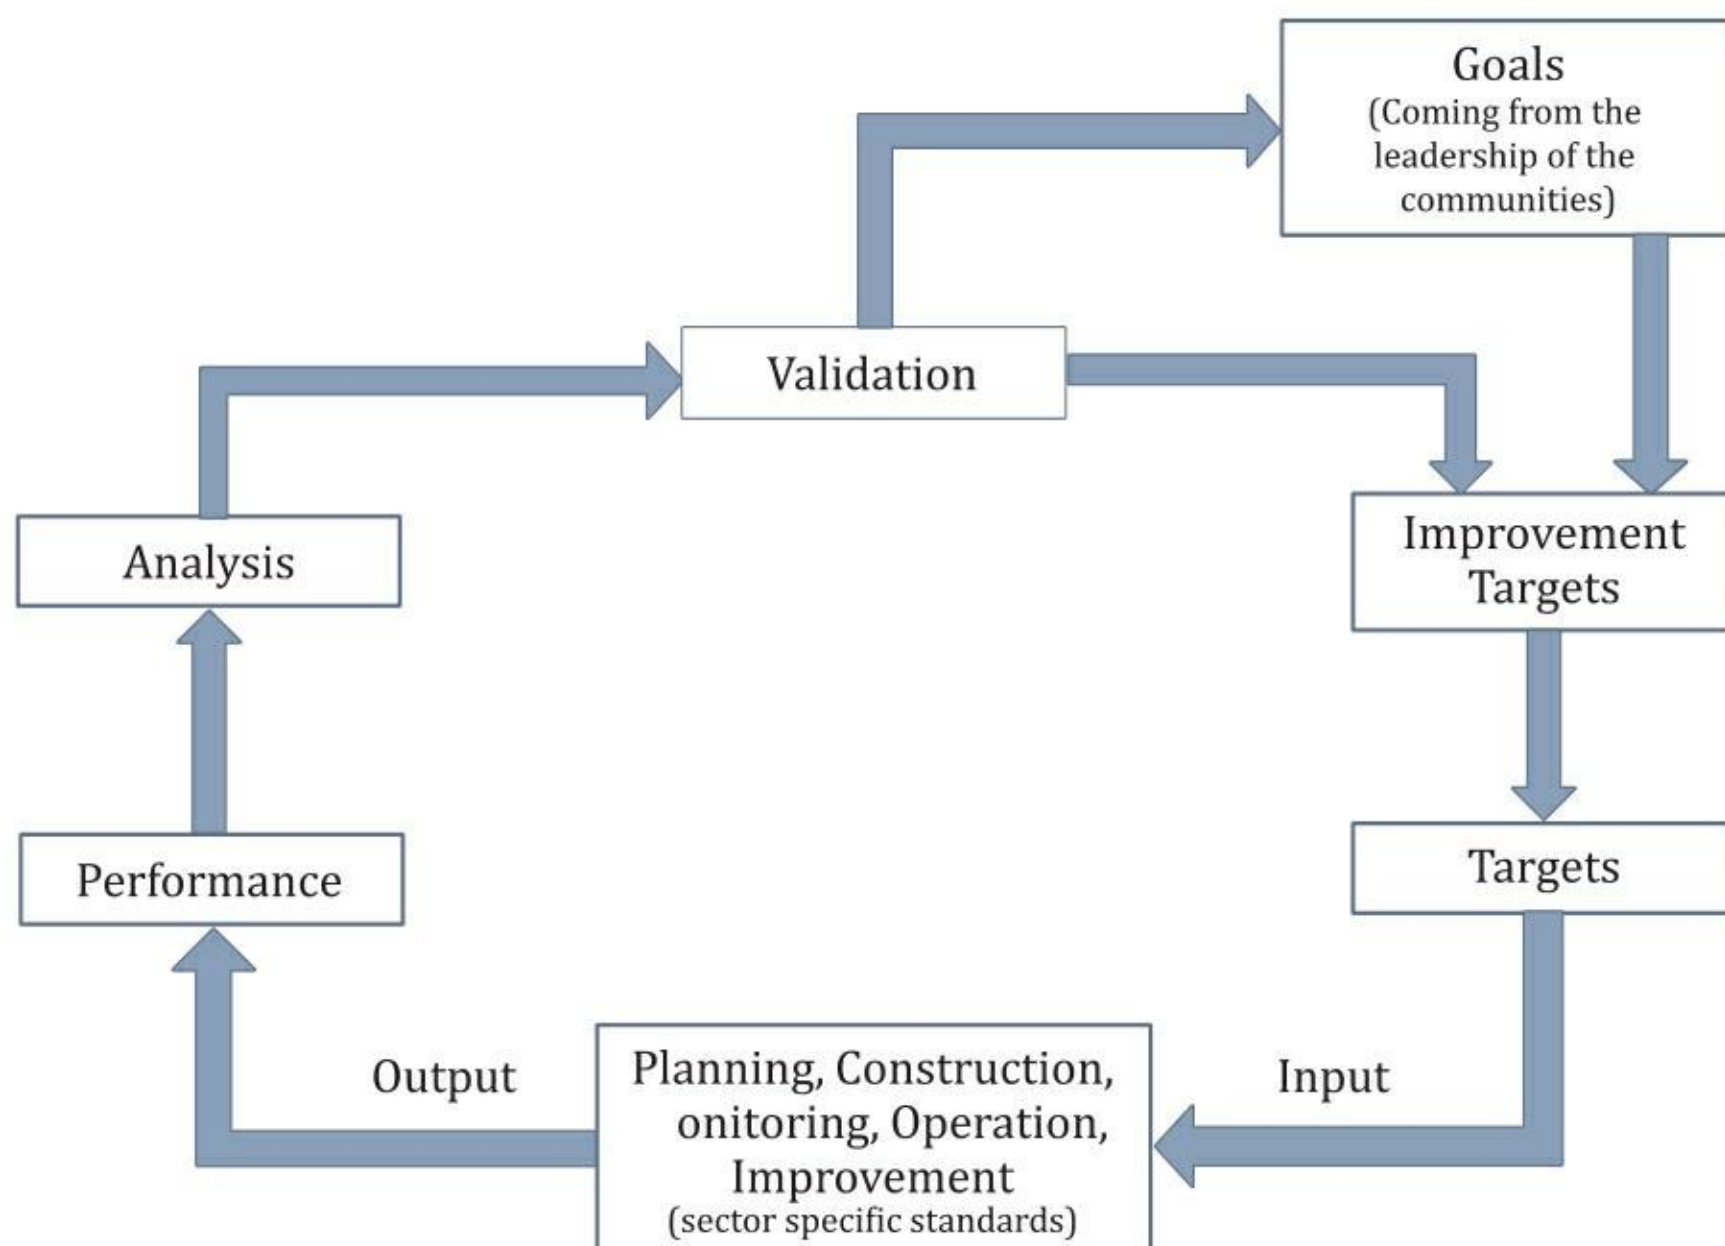 Goals
(Coming from the
leadership of the
communities)
Validation
Analysis
Improvement
Targets
Performance
Targets
Output
Input
Planning, Construction,
onitoring, Operation,
Improvement
(sector specific standards)